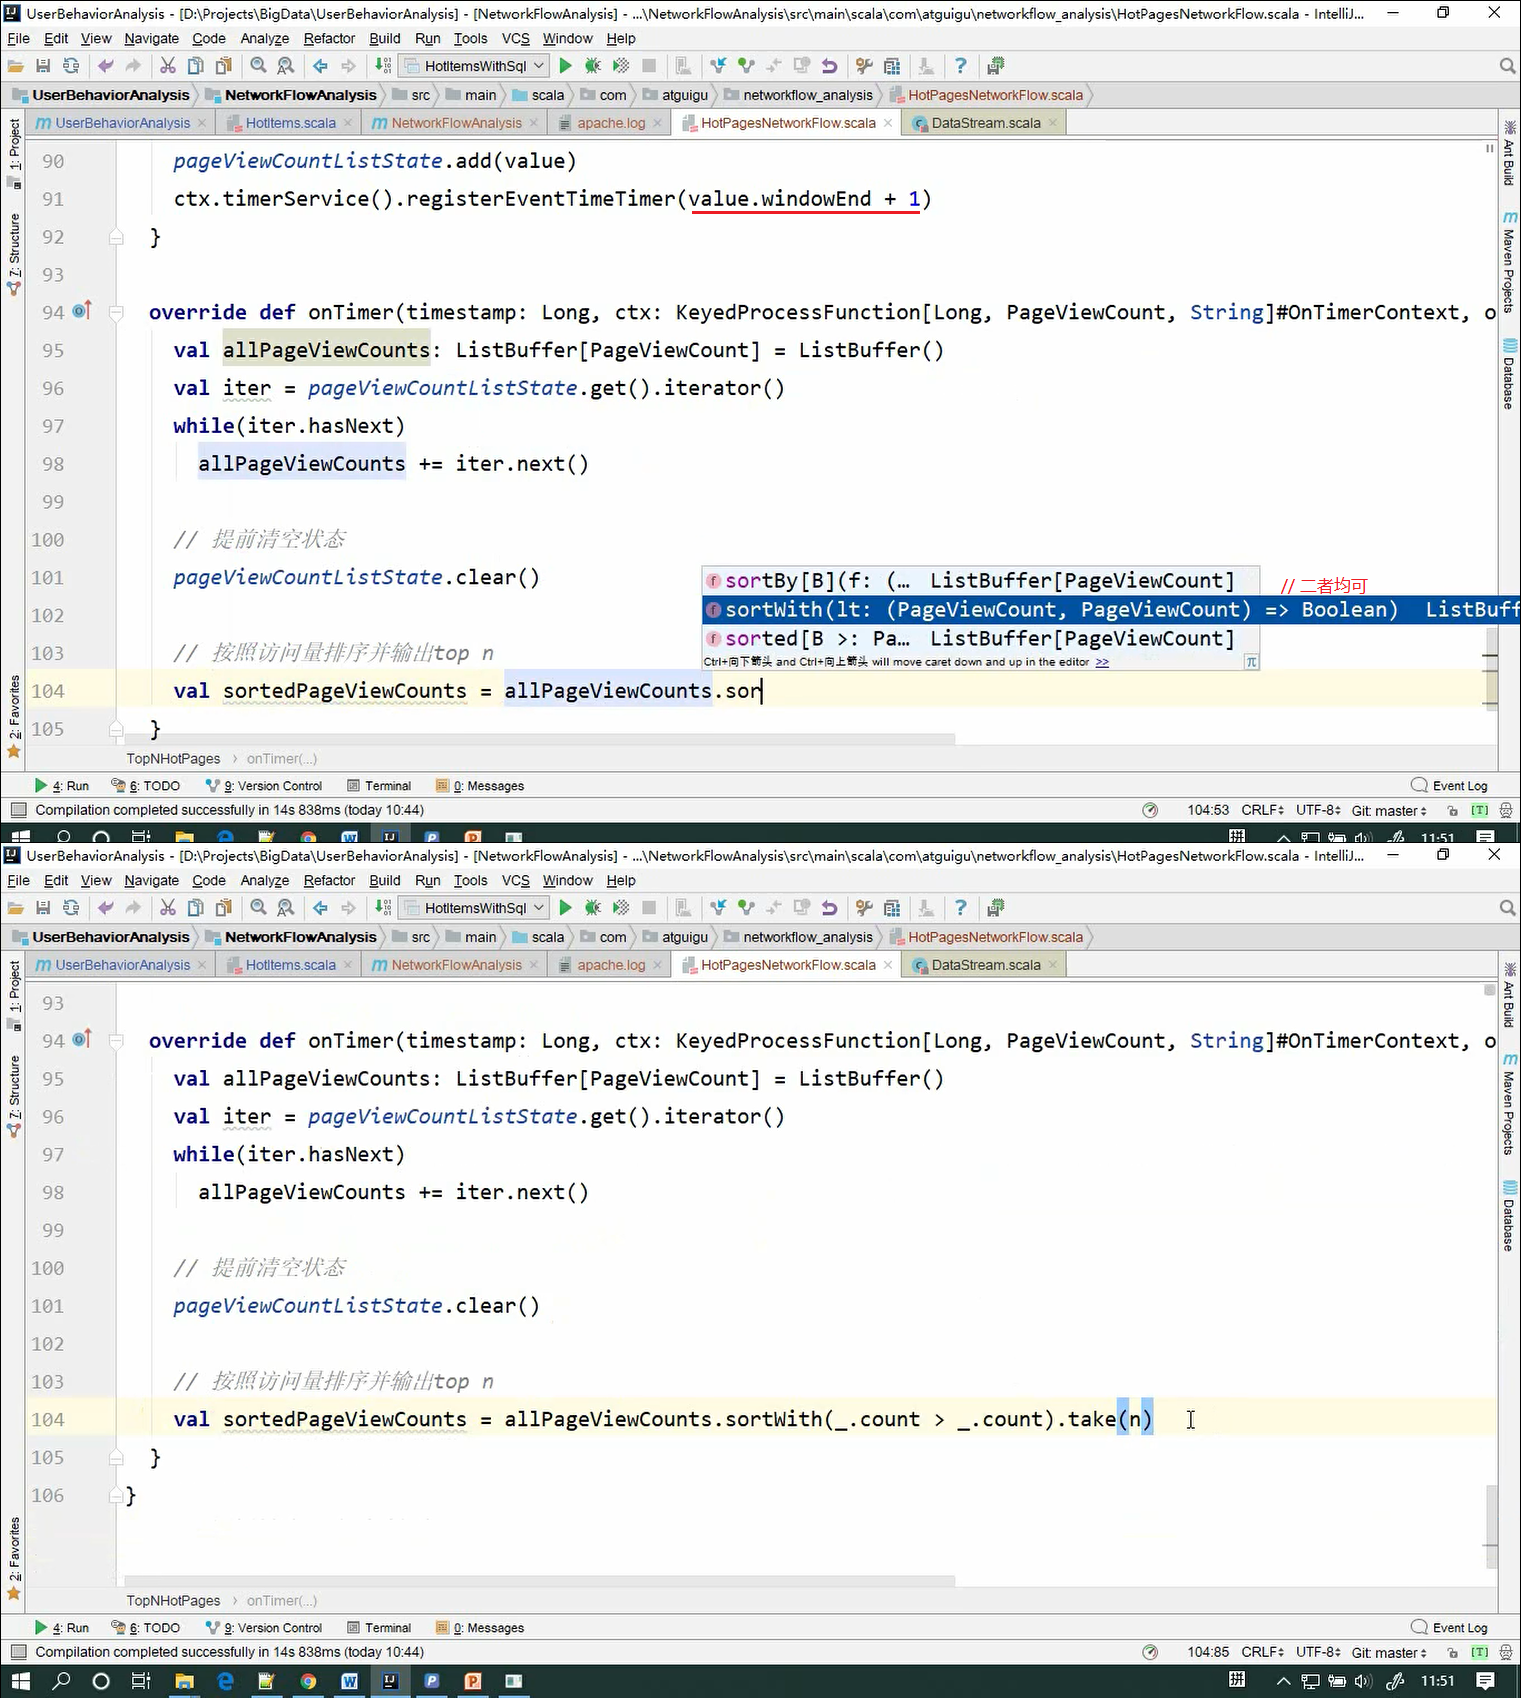 UserBehaviorAnalysis - [D:\Projects\BigData\UserBehaviorAnalysis] - [NetworkFlowAnalysis] - ...\NetworkFlowAnalysis\src\main\scala\com\atguigu\networkflow_analysis\HotPagesNetworkFlow.scala - IntelliJ...
File Edit View Navigate Code Analyze Refactor Build Run Tools VCS Window Help
HotItemsWithSql
UserBehaviorAnalysis NetworkFlowAnalysis src main scala com atguigu networkflow_analysis HotPagesNetworkFlow.scala
UserBehaviorAnalysis HotItems.scala NetworkFlowAnalysis apache.log HotPagesNetworkFlow.scala DataStream.scala
1: Project
7: Structure
2: Favorites
Ant Build
Maven Projects
Database
90 pageViewCountListState.add(value)
91 ctx.timerService().registerEventTimeTimer(value.windowEnd + 1)
92 }
93
94 override def onTimer(timestamp: Long, ctx: KeyedProcessFunction[Long, PageViewCount, String]#OnTimerContext, o
95 val allPageViewCounts: ListBuffer[PageViewCount] = ListBuffer()
96 val iter = pageViewCountListState.get().iterator()
97 while(iter.hasNext)
98 allPageViewCounts += iter.next()
99
100 // 提前清空状态
101 pageViewCountListState.clear()
sortBy[B](f: (… ListBuffer[PageViewCount]
// 二者均可
102
sortWith(lt: (PageViewCount, PageViewCount) => Boolean) ListBuff
sorted[B >: Pa… ListBuffer[PageViewCount]
103 // 按照访问量排序并输出top n
Ctrl+向下箭头 and Ctrl+向上箭头 will move caret down and up in the editor >>
π
104 val sortedPageViewCounts = allPageViewCounts.sor
105 }
TopNHotPages › onTimer(...)
4: Run 6: TODO 9: Version Control Terminal 0: Messages Event Log
Compilation completed successfully in 14s 838ms (today 10:44) 104:53 CRLF UTF-8 Git: master [T]
11:51
UserBehaviorAnalysis - [D:\Projects\BigData\UserBehaviorAnalysis] - [NetworkFlowAnalysis] - ...\NetworkFlowAnalysis\src\main\scala\com\atguigu\networkflow_analysis\HotPagesNetworkFlow.scala - IntelliJ...
File Edit View Navigate Code Analyze Refactor Build Run Tools VCS Window Help
HotItemsWithSql
UserBehaviorAnalysis NetworkFlowAnalysis src main scala com atguigu networkflow_analysis HotPagesNetworkFlow.scala
UserBehaviorAnalysis HotItems.scala NetworkFlowAnalysis apache.log HotPagesNetworkFlow.scala DataStream.scala
1: Project
7: Structure
2: Favorites
Ant Build
Maven Projects
Database
93
94 override def onTimer(timestamp: Long, ctx: KeyedProcessFunction[Long, PageViewCount, String]#OnTimerContext, o
95 val allPageViewCounts: ListBuffer[PageViewCount] = ListBuffer()
96 val iter = pageViewCountListState.get().iterator()
97 while(iter.hasNext)
98 allPageViewCounts += iter.next()
99
100 // 提前清空状态
101 pageViewCountListState.clear()
102
103 // 按照访问量排序并输出top n
104 val sortedPageViewCounts = allPageViewCounts.sortWith(_.count > _.count).take(n)
105 }
106 }
TopNHotPages › onTimer(...)
4: Run 6: TODO 9: Version Control Terminal 0: Messages Event Log
Compilation completed successfully in 14s 838ms (today 10:44) 104:85 CRLF UTF-8 Git: master [T]
拼 11:51